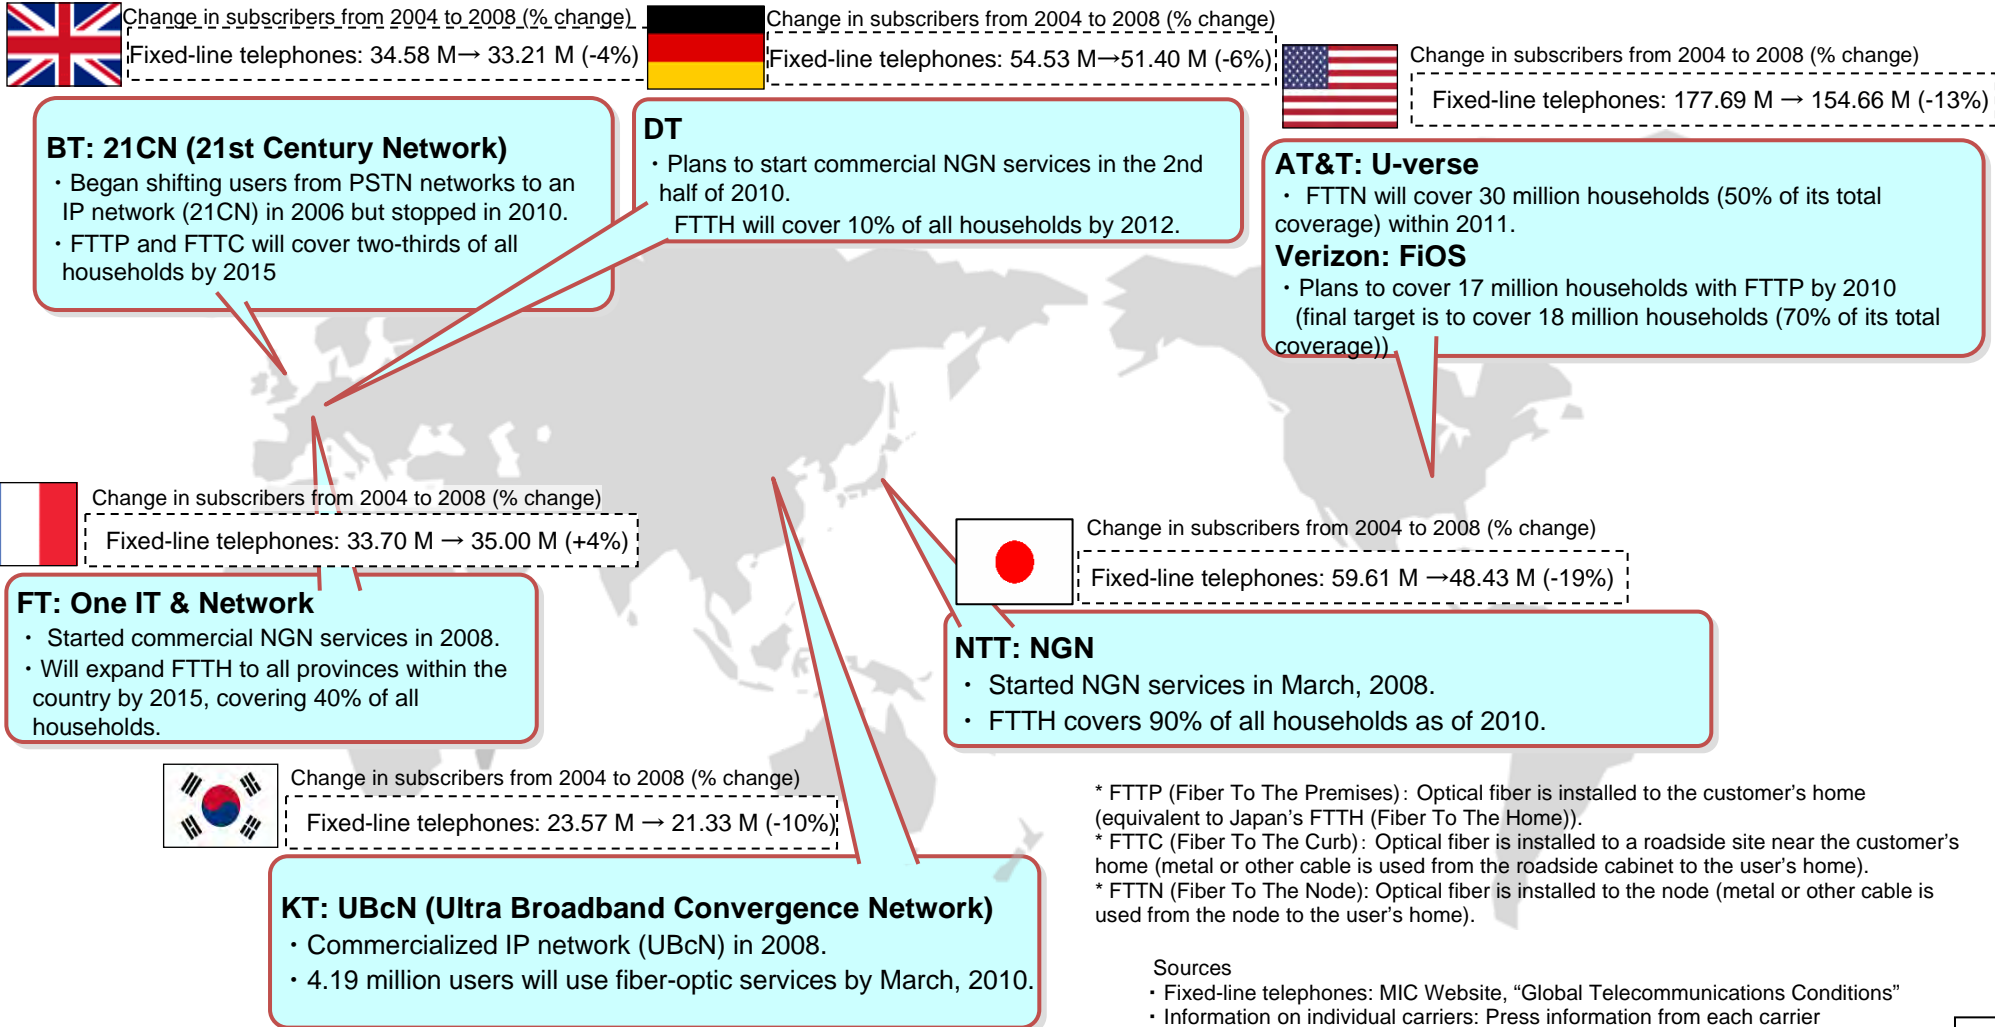 Change in subscribers from 2004 to 2008 (% change)
Fixed-line telephones: 34.58 M→ 33.21 M (-4%)
BT: 21CN (21st Century Network)
・Began shifting users from PSTN networks to an
IP network (21CN) in 2006 but stopped in 2010.
・FTTP and FTTC will cover two-thirds of all
households by 2015
Change in subscribers from 2004 to 2008 (% change)
Fixed-line telephones: 54.53 M→51.40 M (-6%)
DT
・Plans to start commercial NGN services in the 2nd
half of 2010.
FTTH will cover 10% of all households by 2012.
Change in subscribers from 2004 to 2008 (% change)
Fixed-line telephones: 177.69 M → 154.66 M (-13%)
AT&T: U-verse
・ FTTN will cover 30 million households (50% of its total
coverage) within 2011.
Verizon: FiOS
・Plans to cover 17 million households with FTTP by 2010
(final target is to cover 18 million households (70% of its total
coverage))
Change in subscribers from 2004 to 2008 (% change)
Fixed-line telephones: 33.70 M → 35.00 M (+4%)
FT: One IT & Network
・ Started commercial NGN services in 2008.
・Will expand FTTH to all provinces within the
country by 2015, covering 40% of all
households.
Change in subscribers from 2004 to 2008 (% change)
Fixed-line telephones: 59.61 M →48.43 M (-19%)
NTT: NGN
・ Started NGN services in March, 2008.
・ FTTH covers 90% of all households as of 2010.
Change in subscribers from 2004 to 2008 (% change)
Fixed-line telephones: 23.57 M → 21.33 M (-10%)
KT: UBcN (Ultra Broadband Convergence Network)
・Commercialized IP network (UBcN) in 2008.
・4.19 million users will use fiber-optic services by March, 2010.
* FTTP (Fiber To The Premises): Optical fiber is installed to the customer's home
(equivalent to Japan's FTTH (Fiber To The Home)).
* FTTC (Fiber To The Curb): Optical fiber is installed to a roadside site near the customer's
home (metal or other cable is used from the roadside cabinet to the user's home).
* FTTN (Fiber To The Node): Optical fiber is installed to the node (metal or other cable is
used from the node to the user's home).
Sources
・Fixed-line telephones: MIC Website, "Global Telecommunications Conditions"
・Information on individual carriers: Press information from each carrier